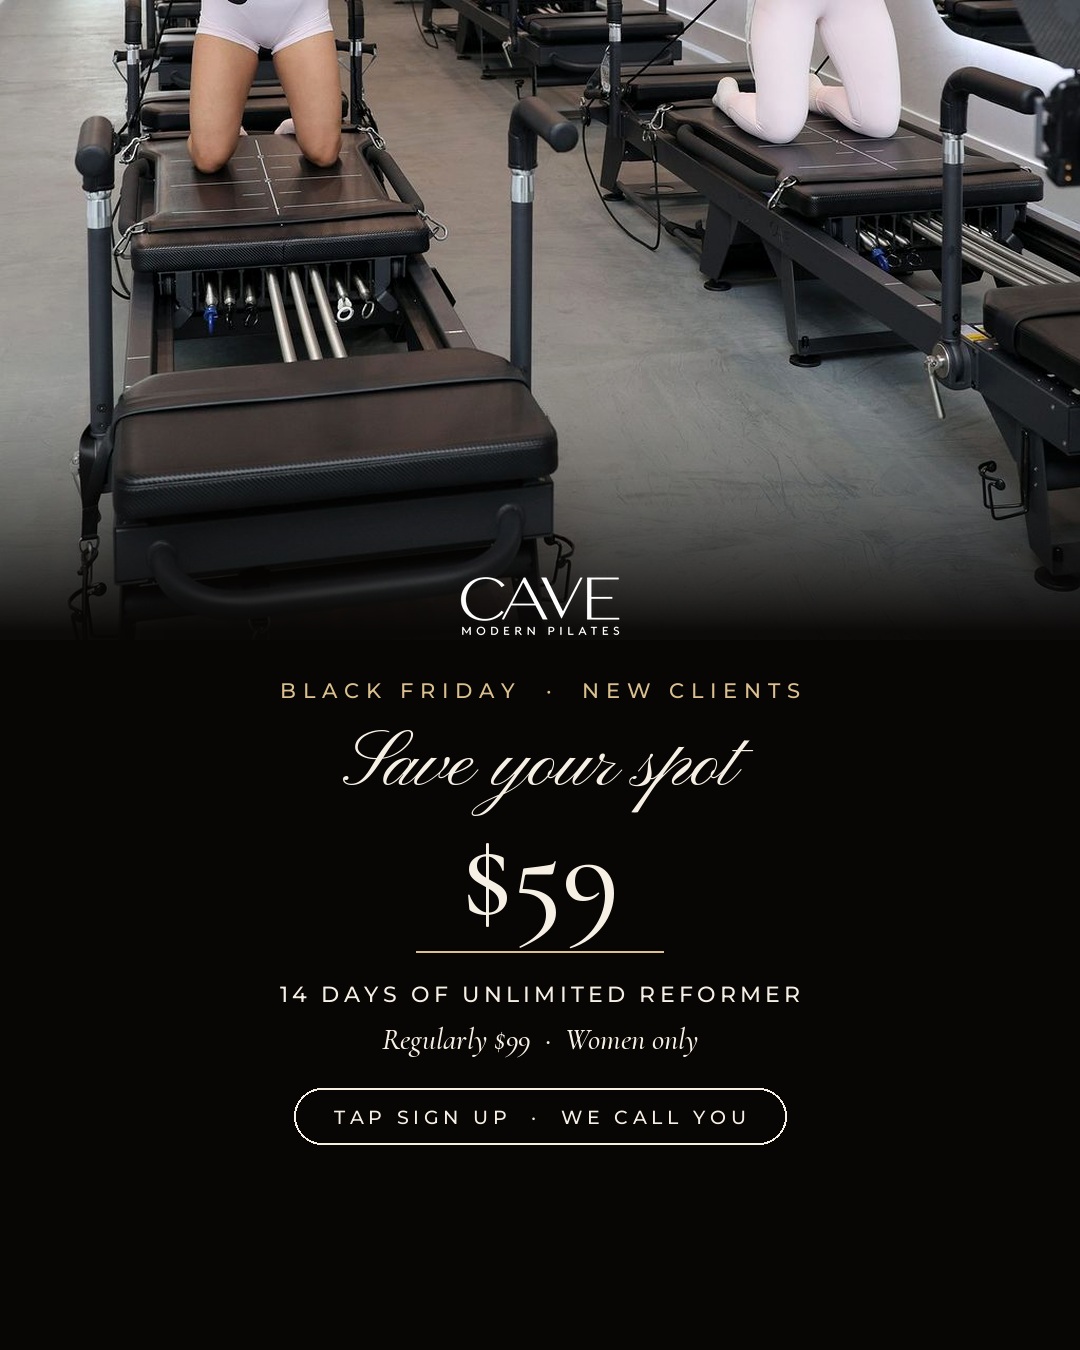 CAVE
MODERN PILATES
BLACK FRIDAY · NEW CLIENTS
Save your spot
$59
14 DAYS OF UNLIMITED REFORMER
Regularly $99 · Women only
TAP SIGN UP · WE CALL YOU